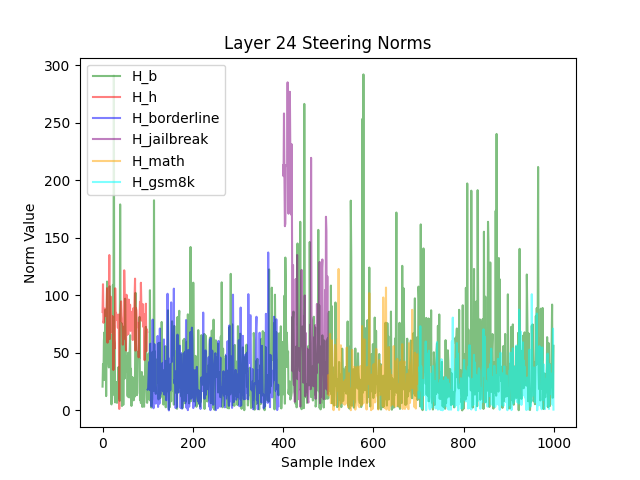 Layer 24 Steering Norms
300
250
200
150
100
50
0
Norm Value
H_b
H_h
H_borderline
H_jailbreak
H_math
H_gsm8k
0 200 400 600 800 1000
Sample Index